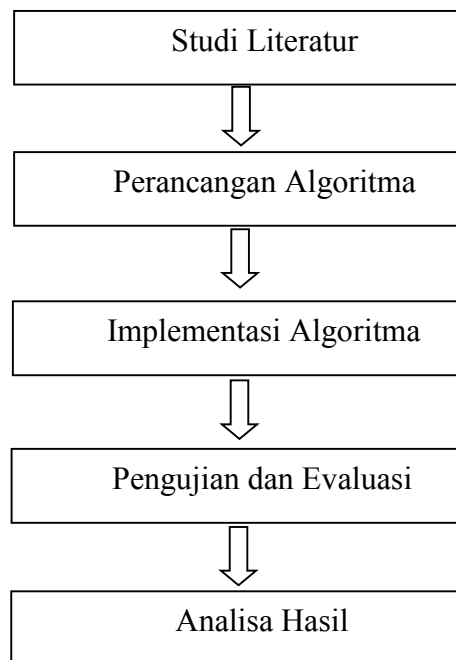 Studi Literatur
Perancangan Algoritma
Implementasi Algoritma
Pengujian dan Evaluasi
Analisa Hasil